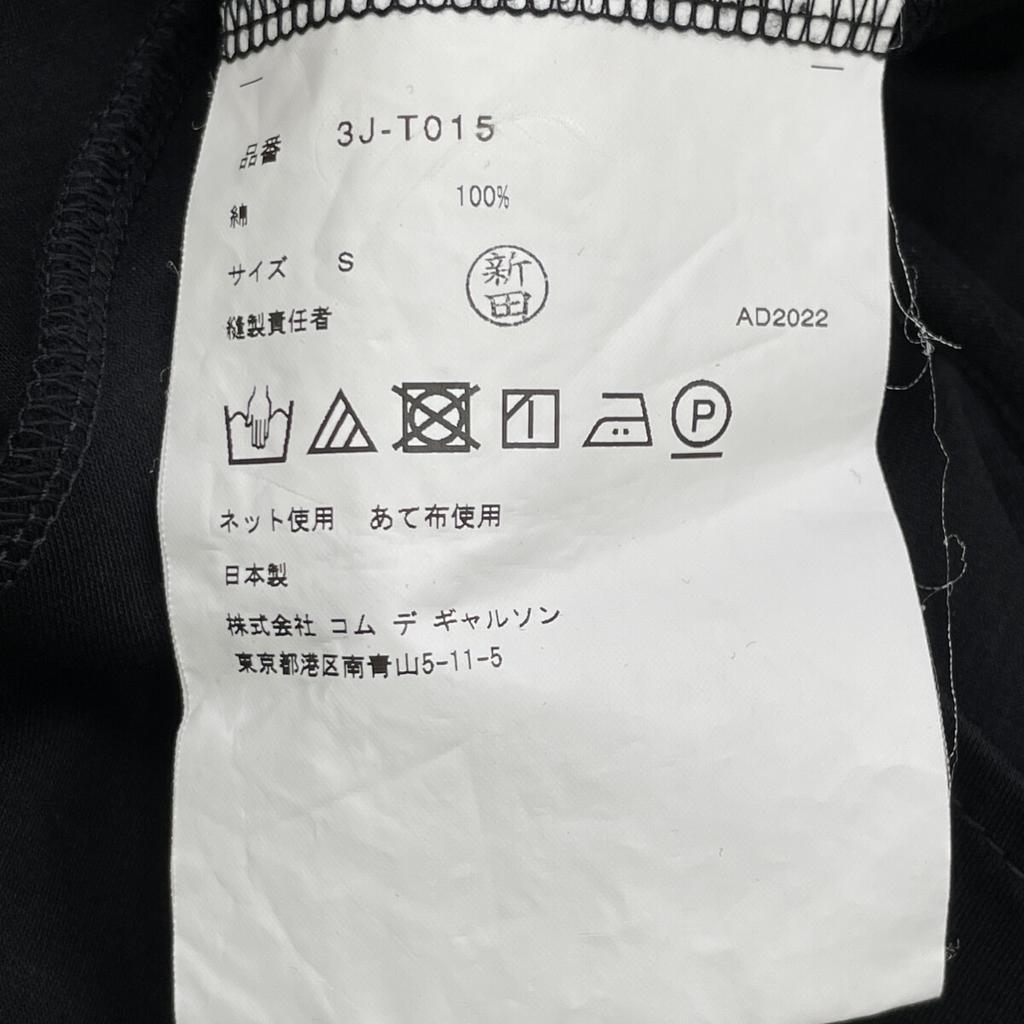 品番 3J-T015
綿 100%
サイズ S
新田
縫製責任者
AD2022
P
ネット使用 あて布使用
日本製
株式会社 コム デ ギャルソン
東京都港区南青山5-11-5